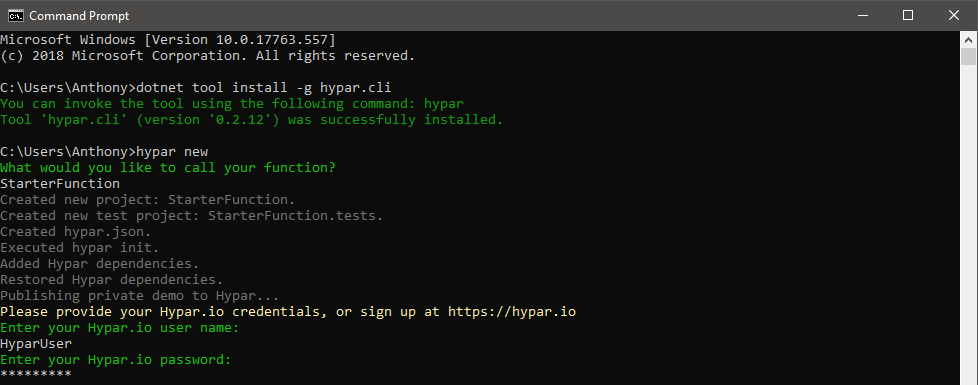 Command Prompt
Microsoft Windows [Version 10.0.17763.557]
(c) 2018 Microsoft Corporation. All rights reserved.
C:\Users\Anthony>dotnet tool install -g hypar.cli
You can invoke the tool using the following command: hypar
Tool 'hypar.cli' (version '0.2.12') was successfully installed.
C:\Users\Anthony>hypar new
What would you like to call your function?
StarterFunction
Created new project: StarterFunction.
Created new test project: StarterFunction.tests.
Created hypar.json.
Executed hypar init.
Added Hypar dependencies.
Restored Hypar dependencies.
Publishing private demo to Hypar...
Please provide your Hypar.io credentials, or sign up at https://hypar.io
Enter your Hypar.io user name:
HyparUser
Enter your Hypar.io password:
*********